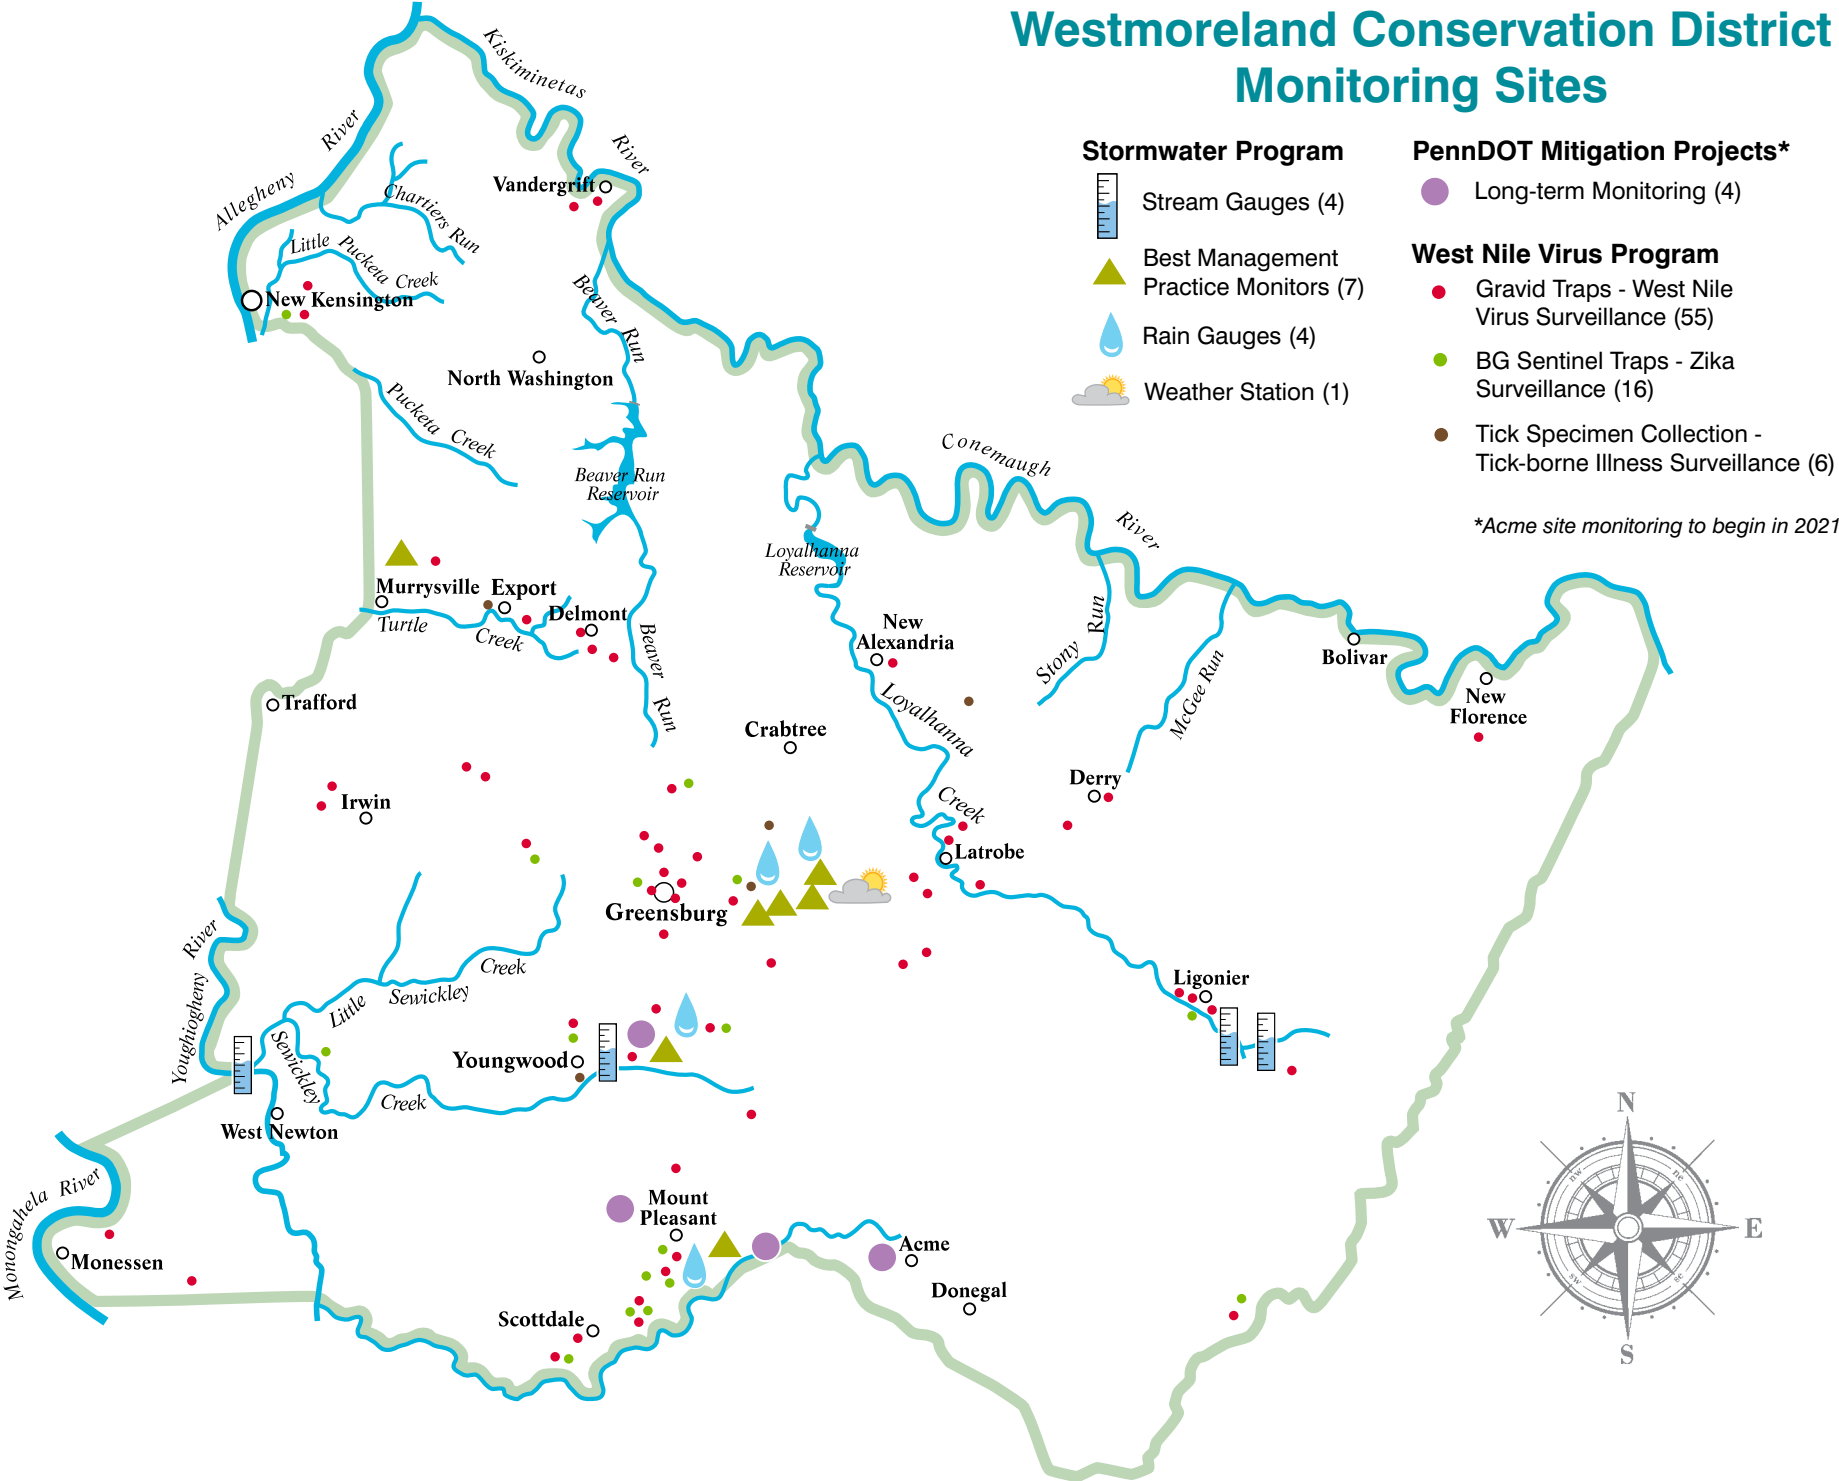 Westmoreland Conservation District
Monitoring Sites
Stormwater Program
Stream Gauges (4)
Best Management
Practice Monitors (7)
Rain Gauges (4)
Weather Station (1)
PennDOT Mitigation Projects*
Long-term Monitoring (4)
West Nile Virus Program
Gravid Traps - West Nile
Virus Surveillance (55)
BG Sentinel Traps - Zika
Surveillance (16)
Tick Specimen Collection -
Tick-borne Illness Surveillance (6)
*Acme site monitoring to begin in 2021
Kiskiminetas
River
Allegheny
River
Vandergrift
Chartiers Run
Little Pucketa Creek
New Kensington
Beaver Run
North Washington
Pucketa Creek
Beaver Run
Reservoir
Conemaugh
River
Loyalhanna
Reservoir
Murrysville
Export
Delmont
Turtle
Creek
Beaver
Run
New
Alexandria
Stony Run
McGee Run
Bolivar
New
Florence
Trafford
Loyalhanna
Creek
Crabtree
Derry
Irwin
Latrobe
Greensburg
Youghiogheny River
Little Sewickley Creek
Ligonier
Sewickley
Creek
Youngwood
West Newton
Monongahela River
Monessen
Mount
Pleasant
Acme
Donegal
Scottdale
N
nw
ne
W
E
sw
se
S